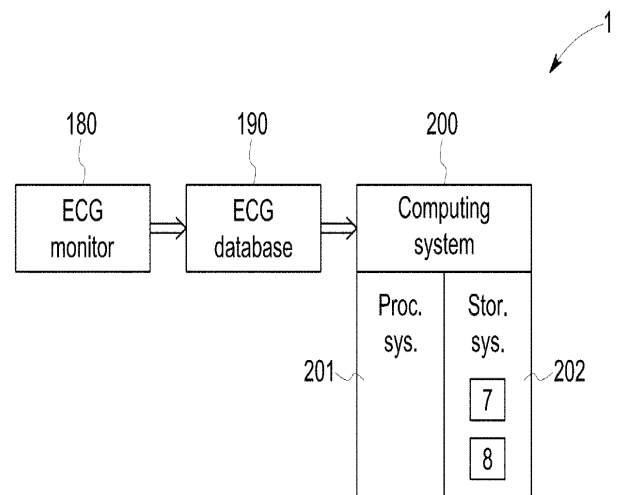 1
180
190
200
ECG
monitor
ECG
database
Computing
system
Proc.
sys.
Stor.
sys.
201
202
7
8